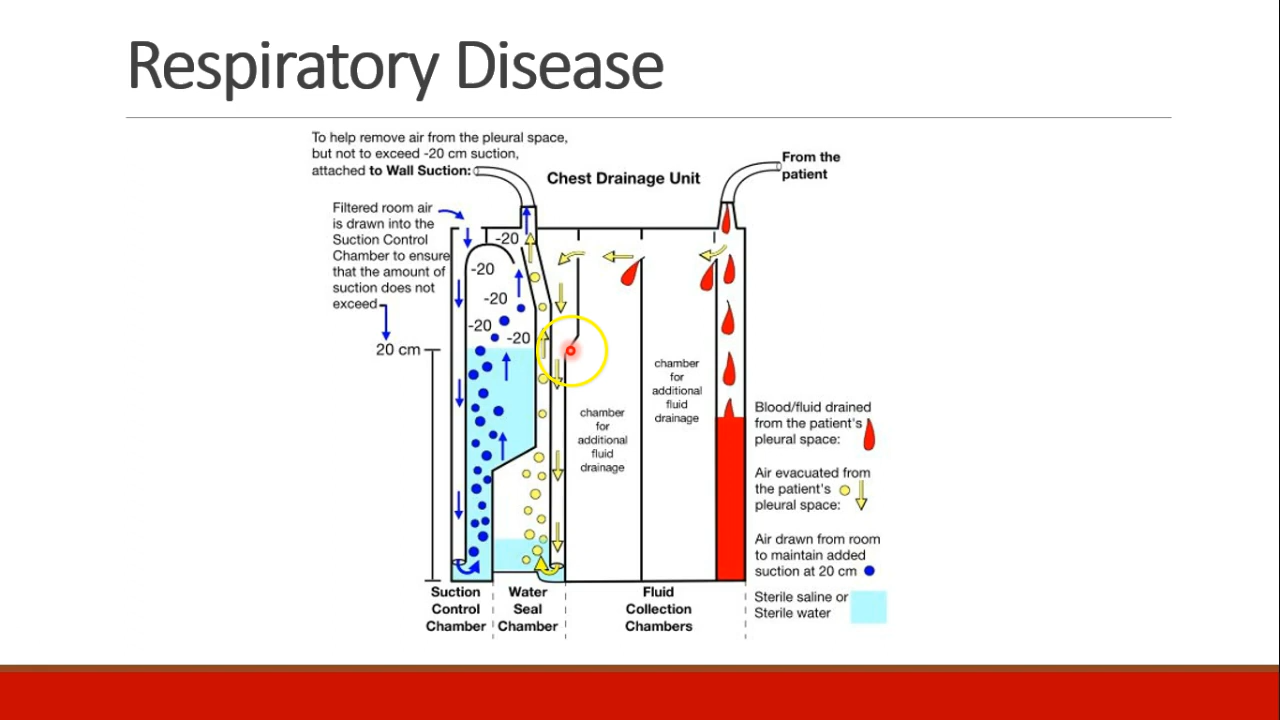 Respiratory Disease
To help remove air from the pleural space,
but not to exceed -20 cm suction,
attached to Wall Suction:
Chest Drainage Unit
From the
patient
Filtered room air
is drawn into the
Suction Control
Chamber to ensure
that the amount of
suction does not
exceed
-20
-20
-20
-20
-20
20 cm
chamber
for
additional
fluid
drainage
chamber
for
additional
fluid
drainage
Blood/fluid drained
from the patient's
pleural space:
Air evacuated from
the patient's
pleural space:
Air drawn from room
to maintain added
suction at 20 cm
Sterile saline or
Sterile water
Suction
Control
Chamber
Water
Seal
Chamber
Fluid
Collection
Chambers